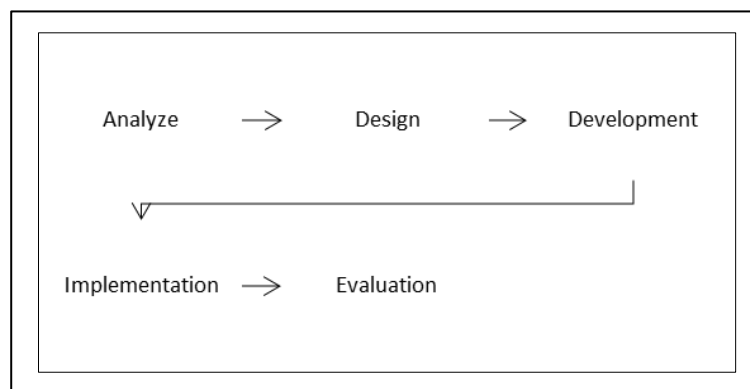 Analyze → Design → Development
Implementation → Evaluation